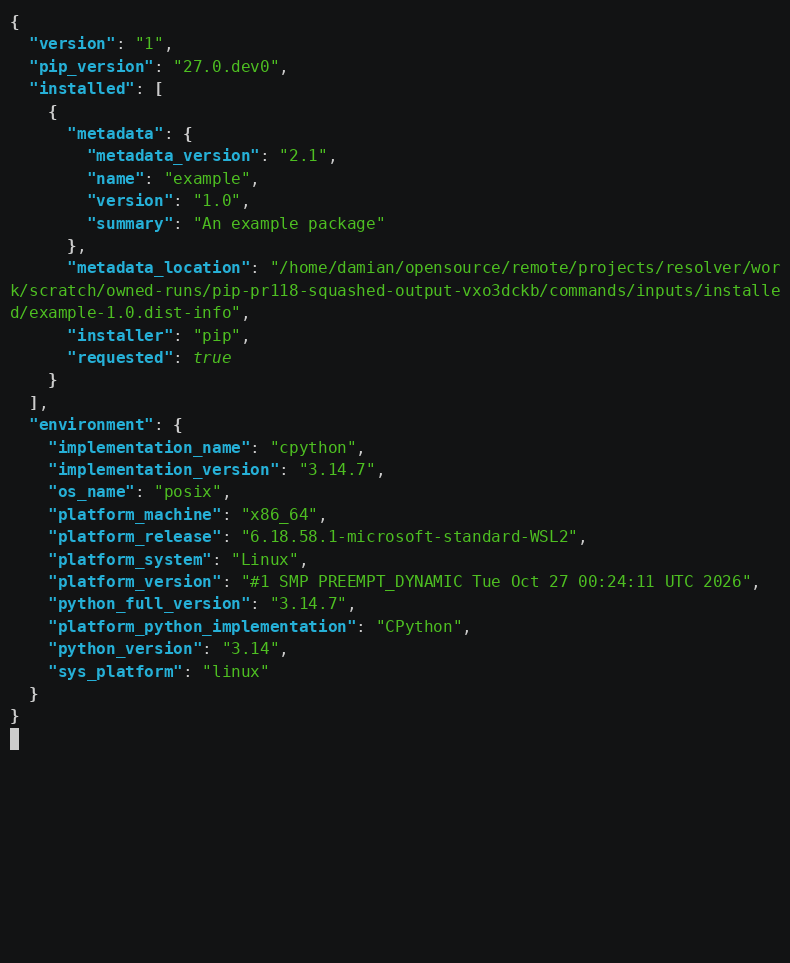 {
  "version": "1",
  "pip_version": "27.0.dev0",
  "installed": [
    {
      "metadata": {
        "metadata_version": "2.1",
        "name": "example",
        "version": "1.0",
        "summary": "An example package"
      },
      "metadata_location": "/home/damian/opensource/remote/projects/resolver/wor
k/scratch/owned-runs/pip-pr118-squashed-output-vxo3dckb/commands/inputs/installe
d/example-1.0.dist-info",
      "installer": "pip",
      "requested": true
    }
  ],
  "environment": {
    "implementation_name": "cpython",
    "implementation_version": "3.14.7",
    "os_name": "posix",
    "platform_machine": "x86_64",
    "platform_release": "6.18.58.1-microsoft-standard-WSL2",
    "platform_system": "Linux",
    "platform_version": "#1 SMP PREEMPT_DYNAMIC Tue Oct 27 00:24:11 UTC 2026",
    "python_full_version": "3.14.7",
    "platform_python_implementation": "CPython",
    "python_version": "3.14",
    "sys_platform": "linux"
  }
}